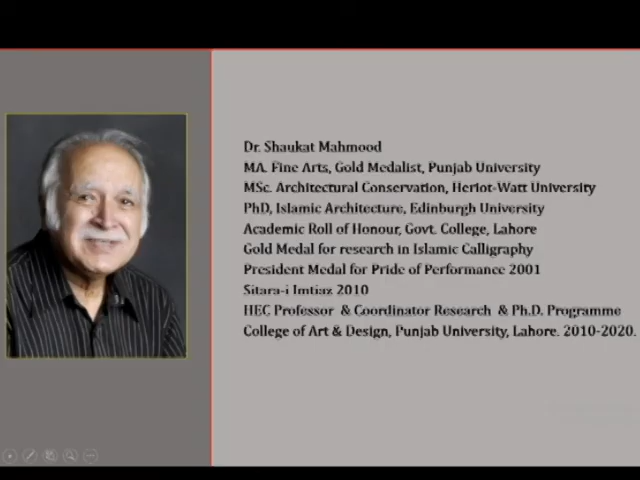 Dr. Shaukat Mahmood
MA. Fine Arts, Gold Medalist, Punjab University
MSc. Architectural Conservation, Heriot-Watt University
PhD, Islamic Architecture, Edinburgh University
Academic Roll of Honour, Govt. College, Lahore
Gold Medal for research in Islamic Calligraphy
President Medal for Pride of Performance 2001
Sitara-i Imtiaz 2010
HEC Professor & Coordinator Research & Ph.D. Programme
College of Art & Design, Punjab University, Lahore. 2010-2020.